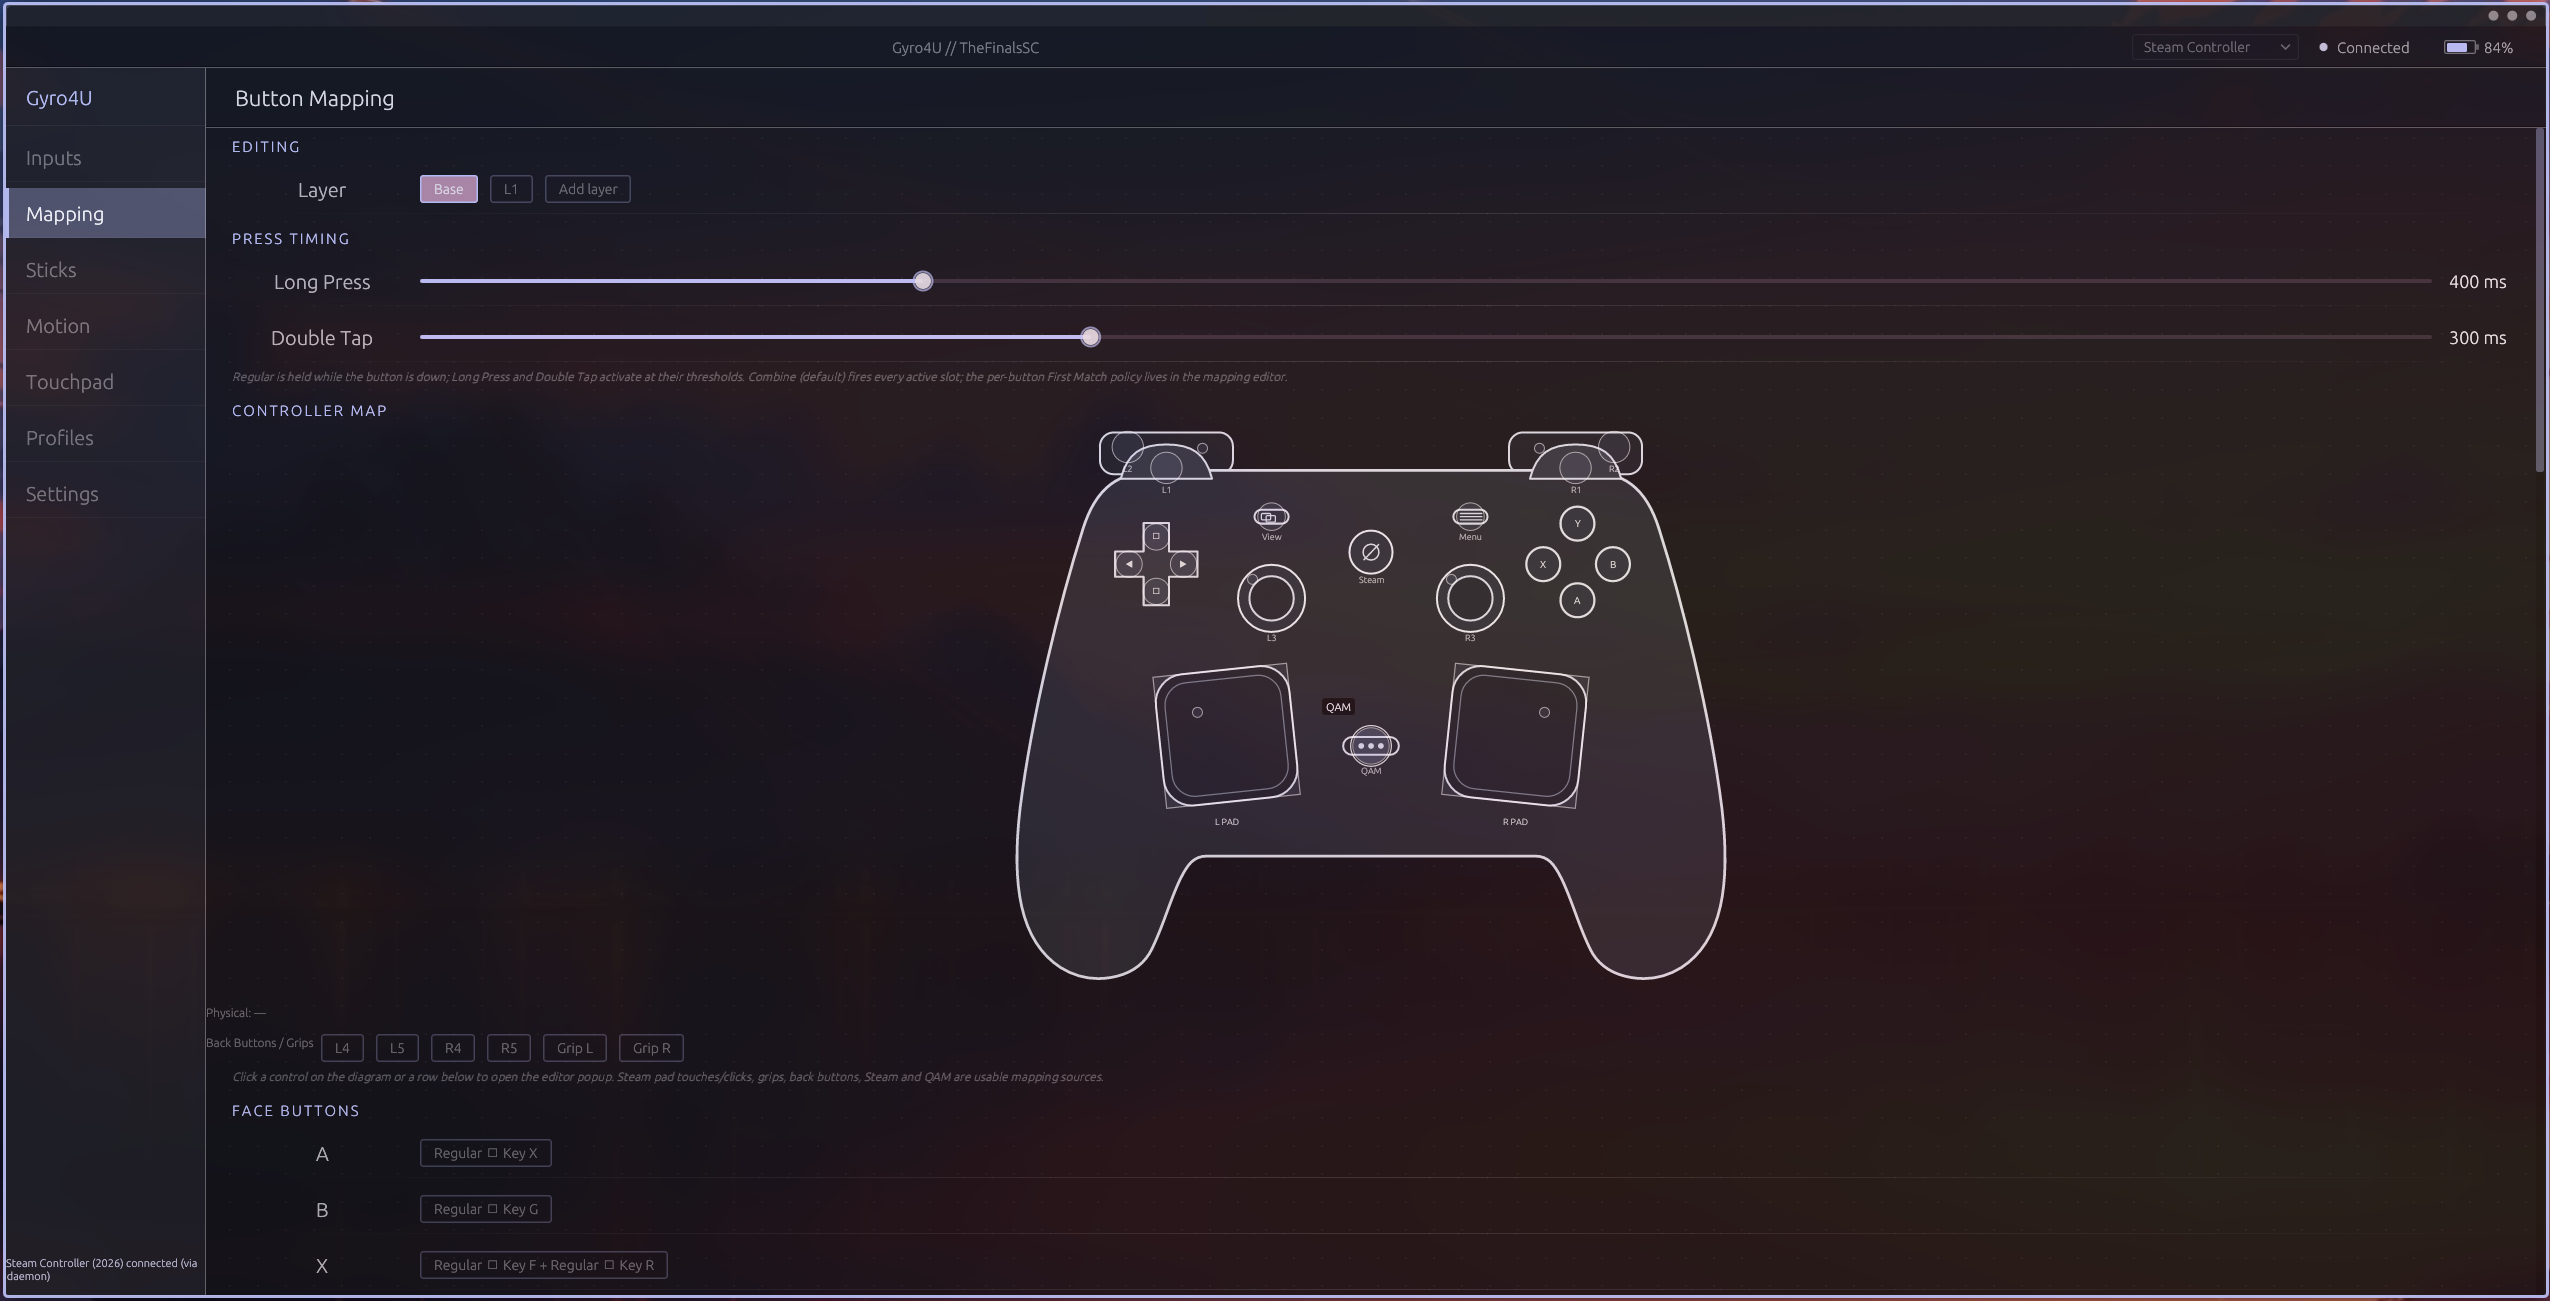 Gyro4U // TheFinalsSC
Steam Controller
Connected
84%
Gyro4U
Inputs
Mapping
Sticks
Motion
Touchpad
Profiles
Settings
Steam Controller (2026) connected (via
daemon)
Button Mapping
EDITING
Layer Base L1 Add layer
PRESS TIMING
Long Press 400 ms
Double Tap 300 ms
Regular is held while the button is down; Long Press and Double Tap activate at their thresholds. Combine (default) fires every active slot; the per-button First Match policy lives in the mapping editor.
CONTROLLER MAP
L2
R2
L1
R1
View
Menu
Steam
Y
X
B
A
L3
R3
QAM
QAM
L PAD
R PAD
Physical: —
Back Buttons / Grips L4 L5 R4 R5 Grip L Grip R
Click a control on the diagram or a row below to open the editor popup. Steam pad touches/clicks, grips, back buttons, Steam and QAM are usable mapping sources.
FACE BUTTONS
A Regular □ Key X
B Regular □ Key G
X Regular □ Key F + Regular □ Key R